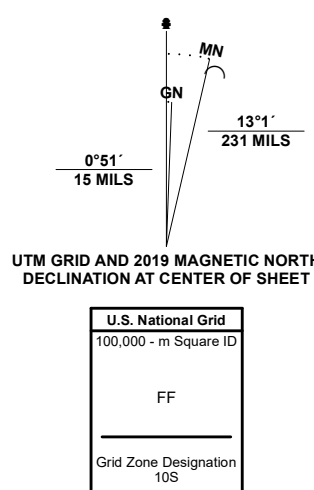 MN
GN
13°1´
231 MILS
0°51´
15 MILS
UTM GRID AND 2019 MAGNETIC NORTH
DECLINATION AT CENTER OF SHEET
U.S. National Grid
100,000 - m Square ID
FF
Grid Zone Designation
10S